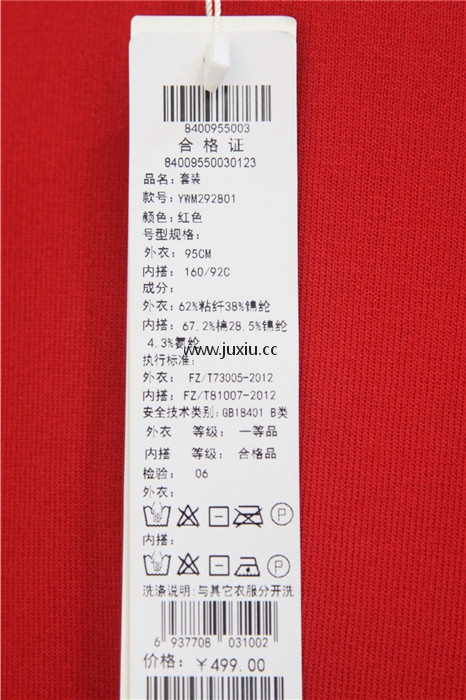 8400955003
合格证
84009550030123
品名：套装
款号：YWM292801
颜色：红色
号型规格：
外衣：95CM
内搭：160/92C
成分：
外衣：62%粘纤38%锦纶
内搭：67.2%棉28.5%锦纶
4.3%氨纶
www.juxiu.cc
执行标准：
外衣：FZ/T73005-2012
内搭：FZ/T81007-2012
安全技术类别：GB18401 B类
外衣 等级：一等品
内搭 等级：合格品
检验：06
外衣：
P
内搭：
P
洗涤说明：与其它衣服分开洗
6 937708 031002
价格：￥499.00